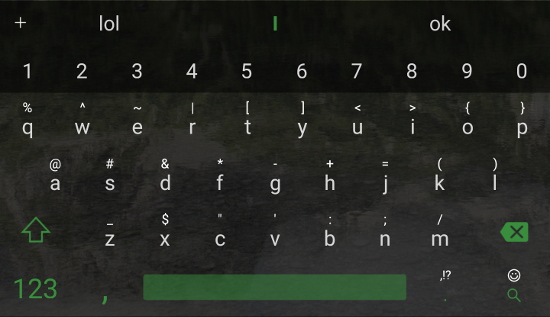 + lol I ok
1 2 3 4 5 6 7 8 9 0
% ^ ~ | [ ] < > { }
q w e r t y u i o p
@ # & * - + = ( )
a s d f g h j k l
_ $ " ' : ; /
z x c v b n m
,!?
123 , .